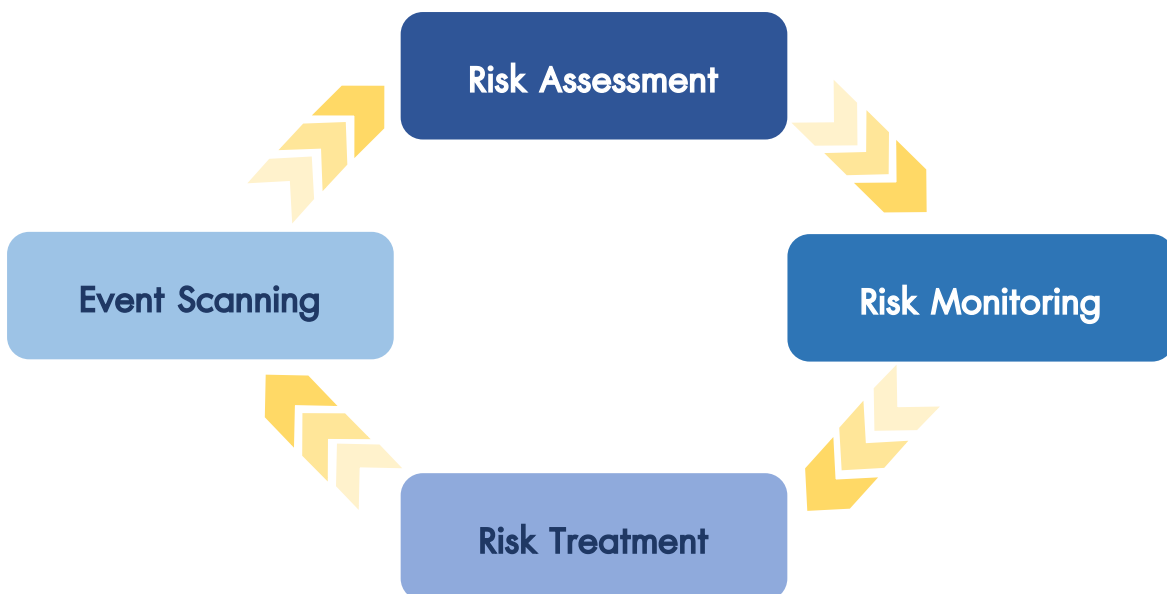 Risk Assessment
Event Scanning
Risk Monitoring
Risk Treatment